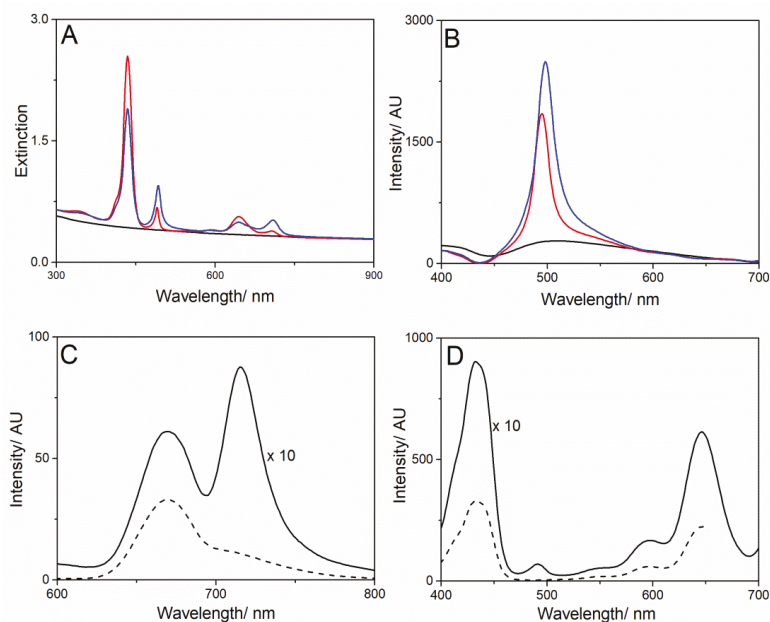 A
3.0
1.5
0.0
300
600
900
Extinction
Wavelength/ nm
B
3000
1500
0
400
500
600
700
Intensity/ AU
Wavelength/ nm
C
100
50
0
600
700
800
x 10
Intensity/ AU
Wavelength/ nm
D
1000
500
0
400
500
600
700
x 10
Intensity/ AU
Wavelength/ nm